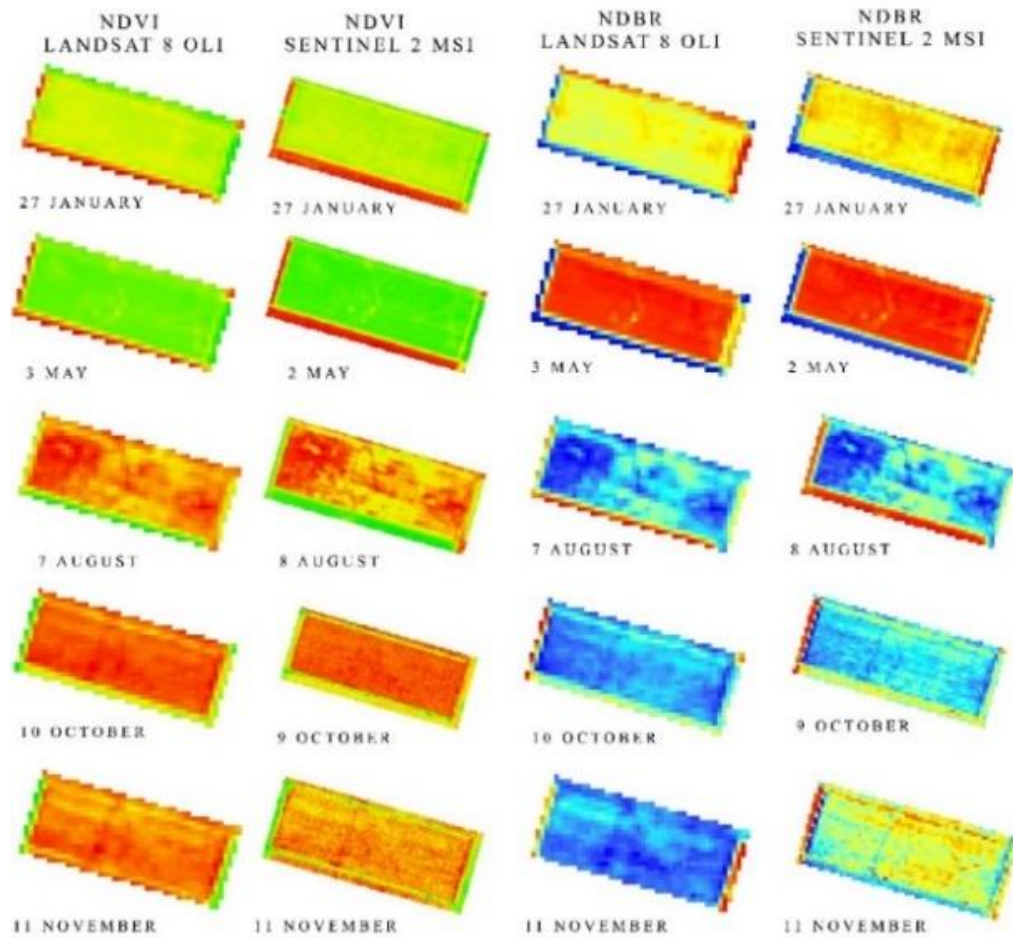 NDVI
LANDSAT 8 OLI
NDVI
SENTINEL 2 MSI
NDBR
LANDSAT 8 OLI
NDBR
SENTINEL 2 MSI
27 JANUARY
27 JANUARY
27 JANUARY
27 JANUARY
3 MAY
2 MAY
3 MAY
2 MAY
7 AUGUST
8 AUGUST
7 AUGUST
8 AUGUST
10 OCTOBER
9 OCTOBER
10 OCTOBER
9 OCTOBER
11 NOVEMBER
11 NOVEMBER
11 NOVEMBER
11 NOVEMBER